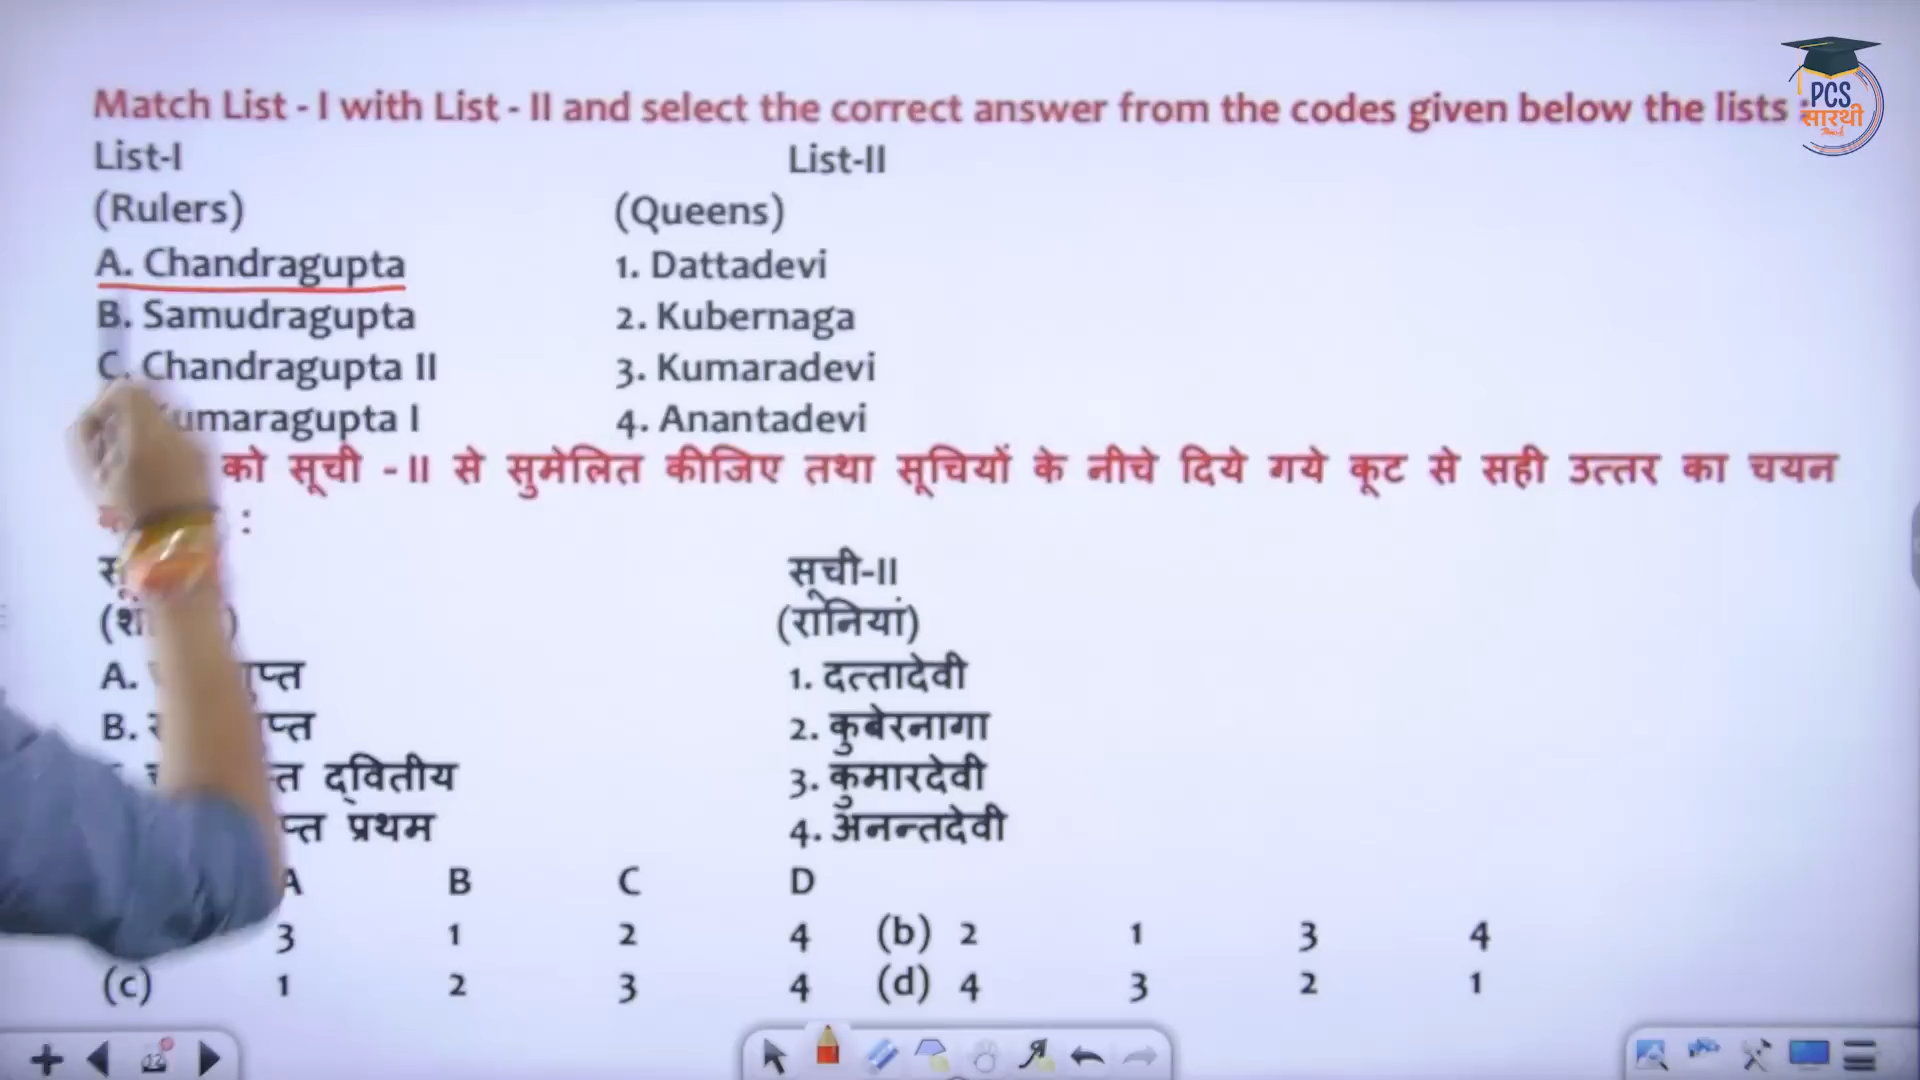 PCS
सारथी
Match List - I with List - II and select the correct answer from the codes given below the lists :
List-I List-II
(Rulers) (Queens)
A. Chandragupta 1. Dattadevi
B. Samudragupta 2. Kubernaga
C. Chandragupta II 3. Kumaradevi
umaragupta I 4. Anantadevi
को सूची - II से सुमेलित कीजिए तथा सूचियों के नीचे दिये गये कूट से सही उत्तर का चयन
:
सूची-II
(रानियां)
A. 1. दत्तादेवी
B. 2. कुबेरनागा
द्वितीय 3. कुमारदेवी
प्रथम 4. अनन्तदेवी
A B C D
3 1 2 4 (b) 2 1 3 4
(c) 1 2 3 4 (d) 4 3 2 1
12